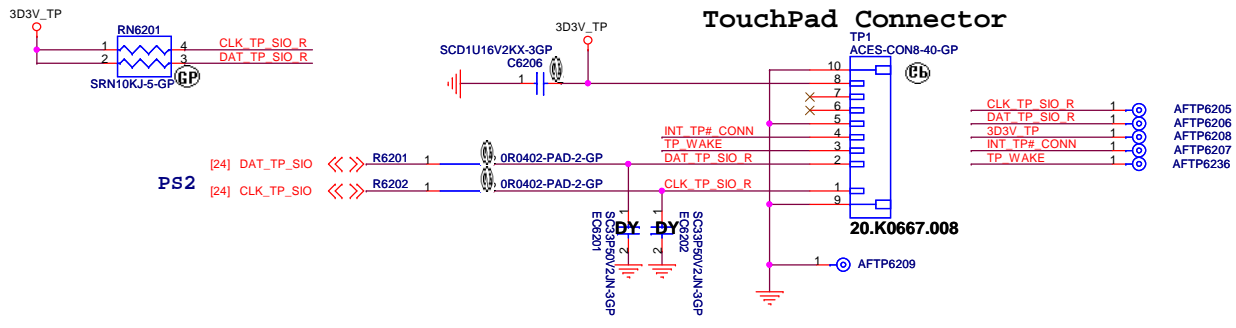 TouchPad Connector
3D3V_TP
RN6201
1 4 CLK_TP_SIO_R
2 3 DAT_TP_SIO_R
SRN10KJ-5-GP
GP
3D3V_TP
SCD1U16V2KX-3GP
C6206
1
TP1
ACES-CON8-40-GP
10
8
7
6
5
INT_TP#_CONN 4
TP_WAKE 3
DAT_TP_SIO_R 2
CLK_TP_SIO_R 1
9
20.K0667.008
PS2
[24] DAT_TP_SIO R6201 1 0R0402-PAD-2-GP
[24] CLK_TP_SIO R6202 1 0R0402-PAD-2-GP
1
DY
2
EC6201
SC33P50V2JN-3GP
1
DY
2
EC6202
SC33P50V2JN-3GP
1 AFTP6209
CLK_TP_SIO_R 1 AFTP6205
DAT_TP_SIO_R 1 AFTP6206
3D3V_TP 1 AFTP6208
INT_TP#_CONN 1 AFTP6207
TP_WAKE 1 AFTP6236